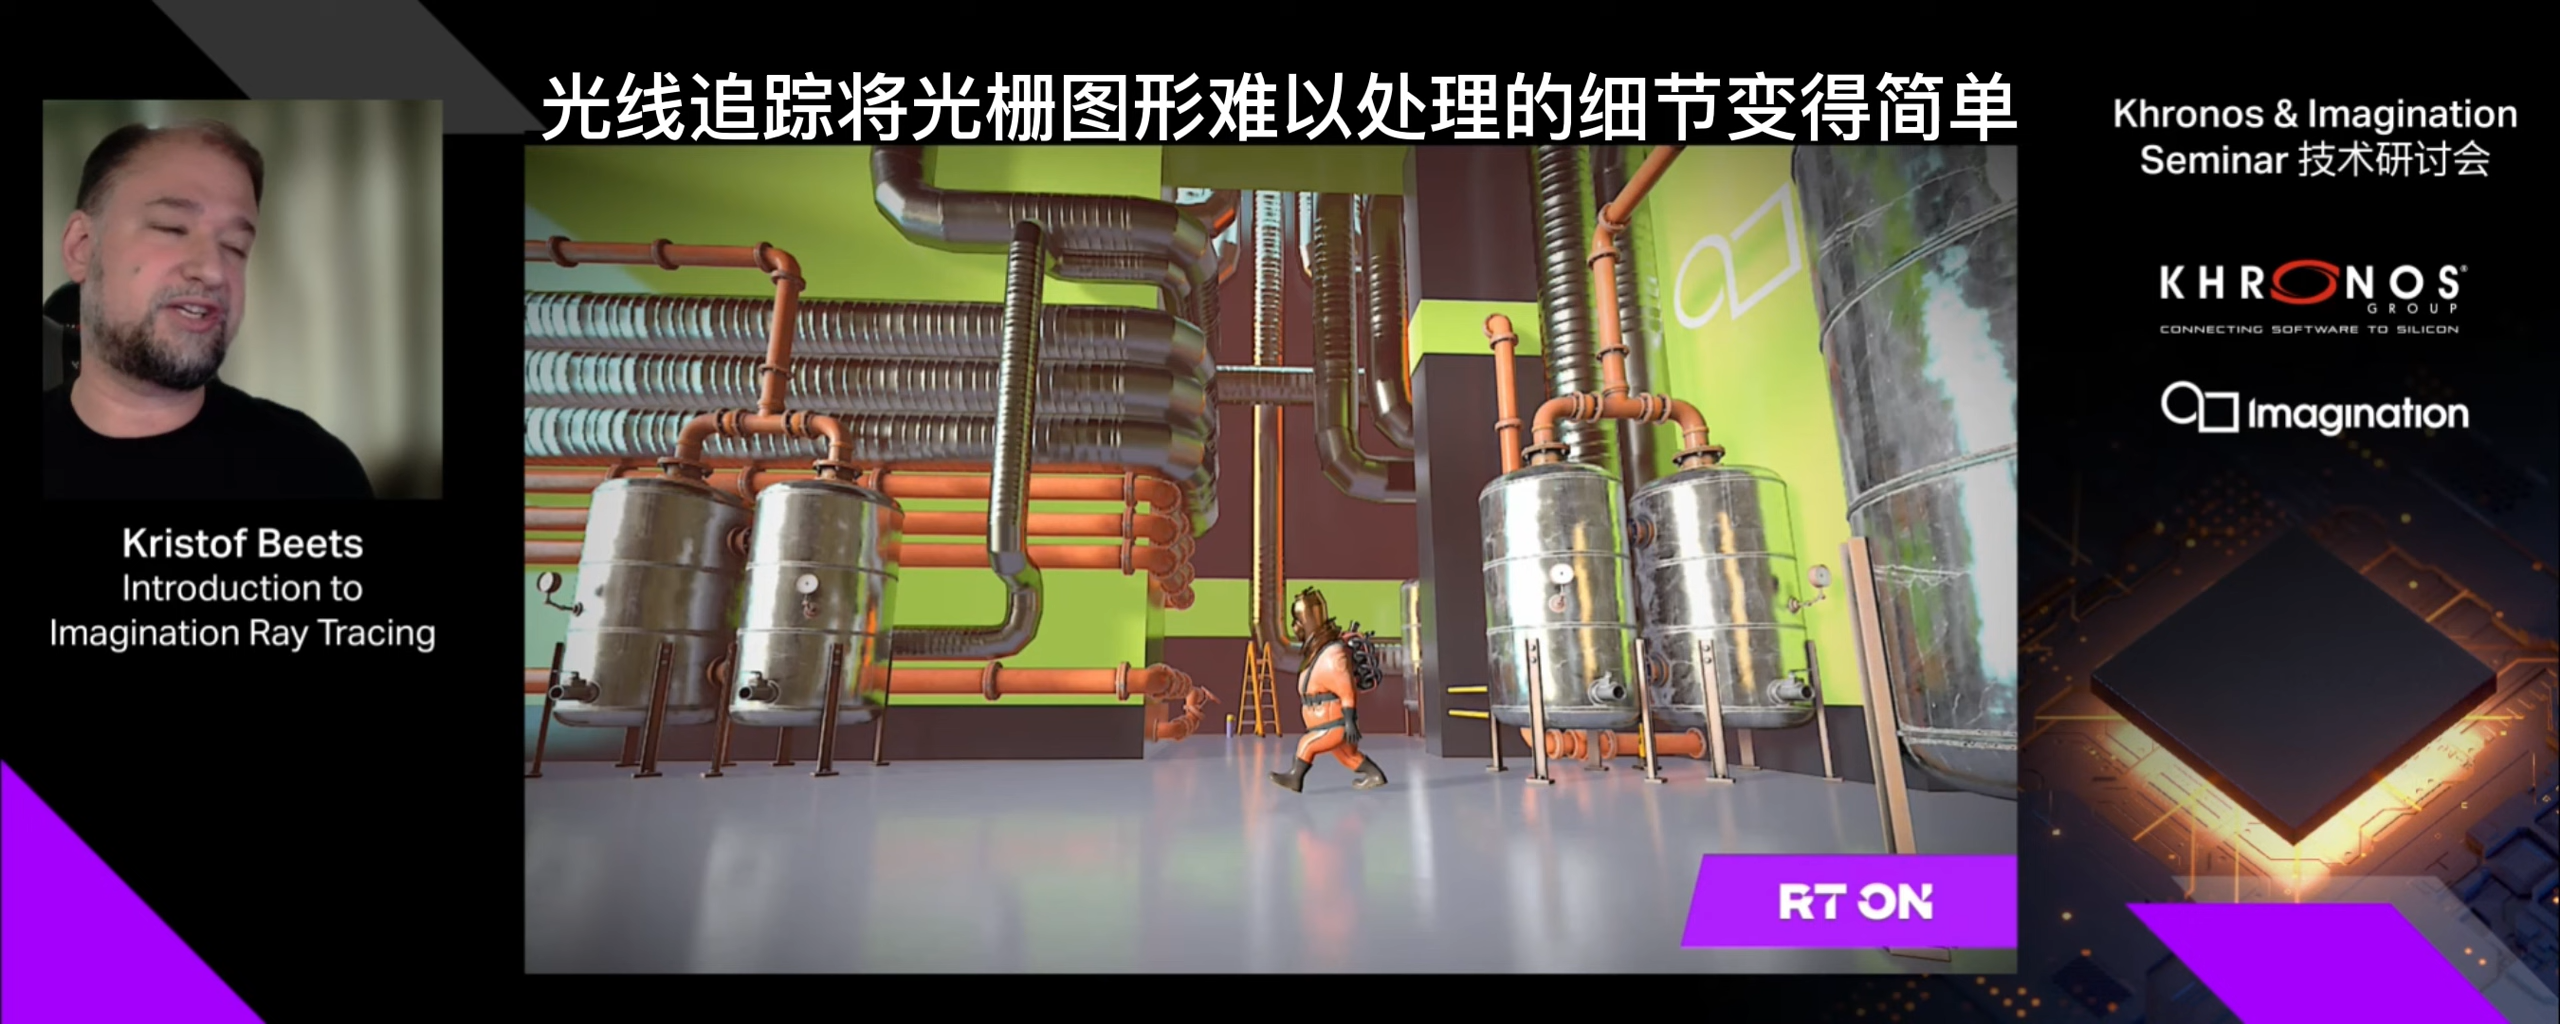 光线追踪将光栅图形难以处理的细节变得简单
Kristof Beets
Introduction to
Imagination Ray Tracing
RT ON
Khronos & Imagination
Seminar 技术研讨会
KHRONOS®
GROUP
CONNECTING SOFTWARE TO SILICON
Imagination